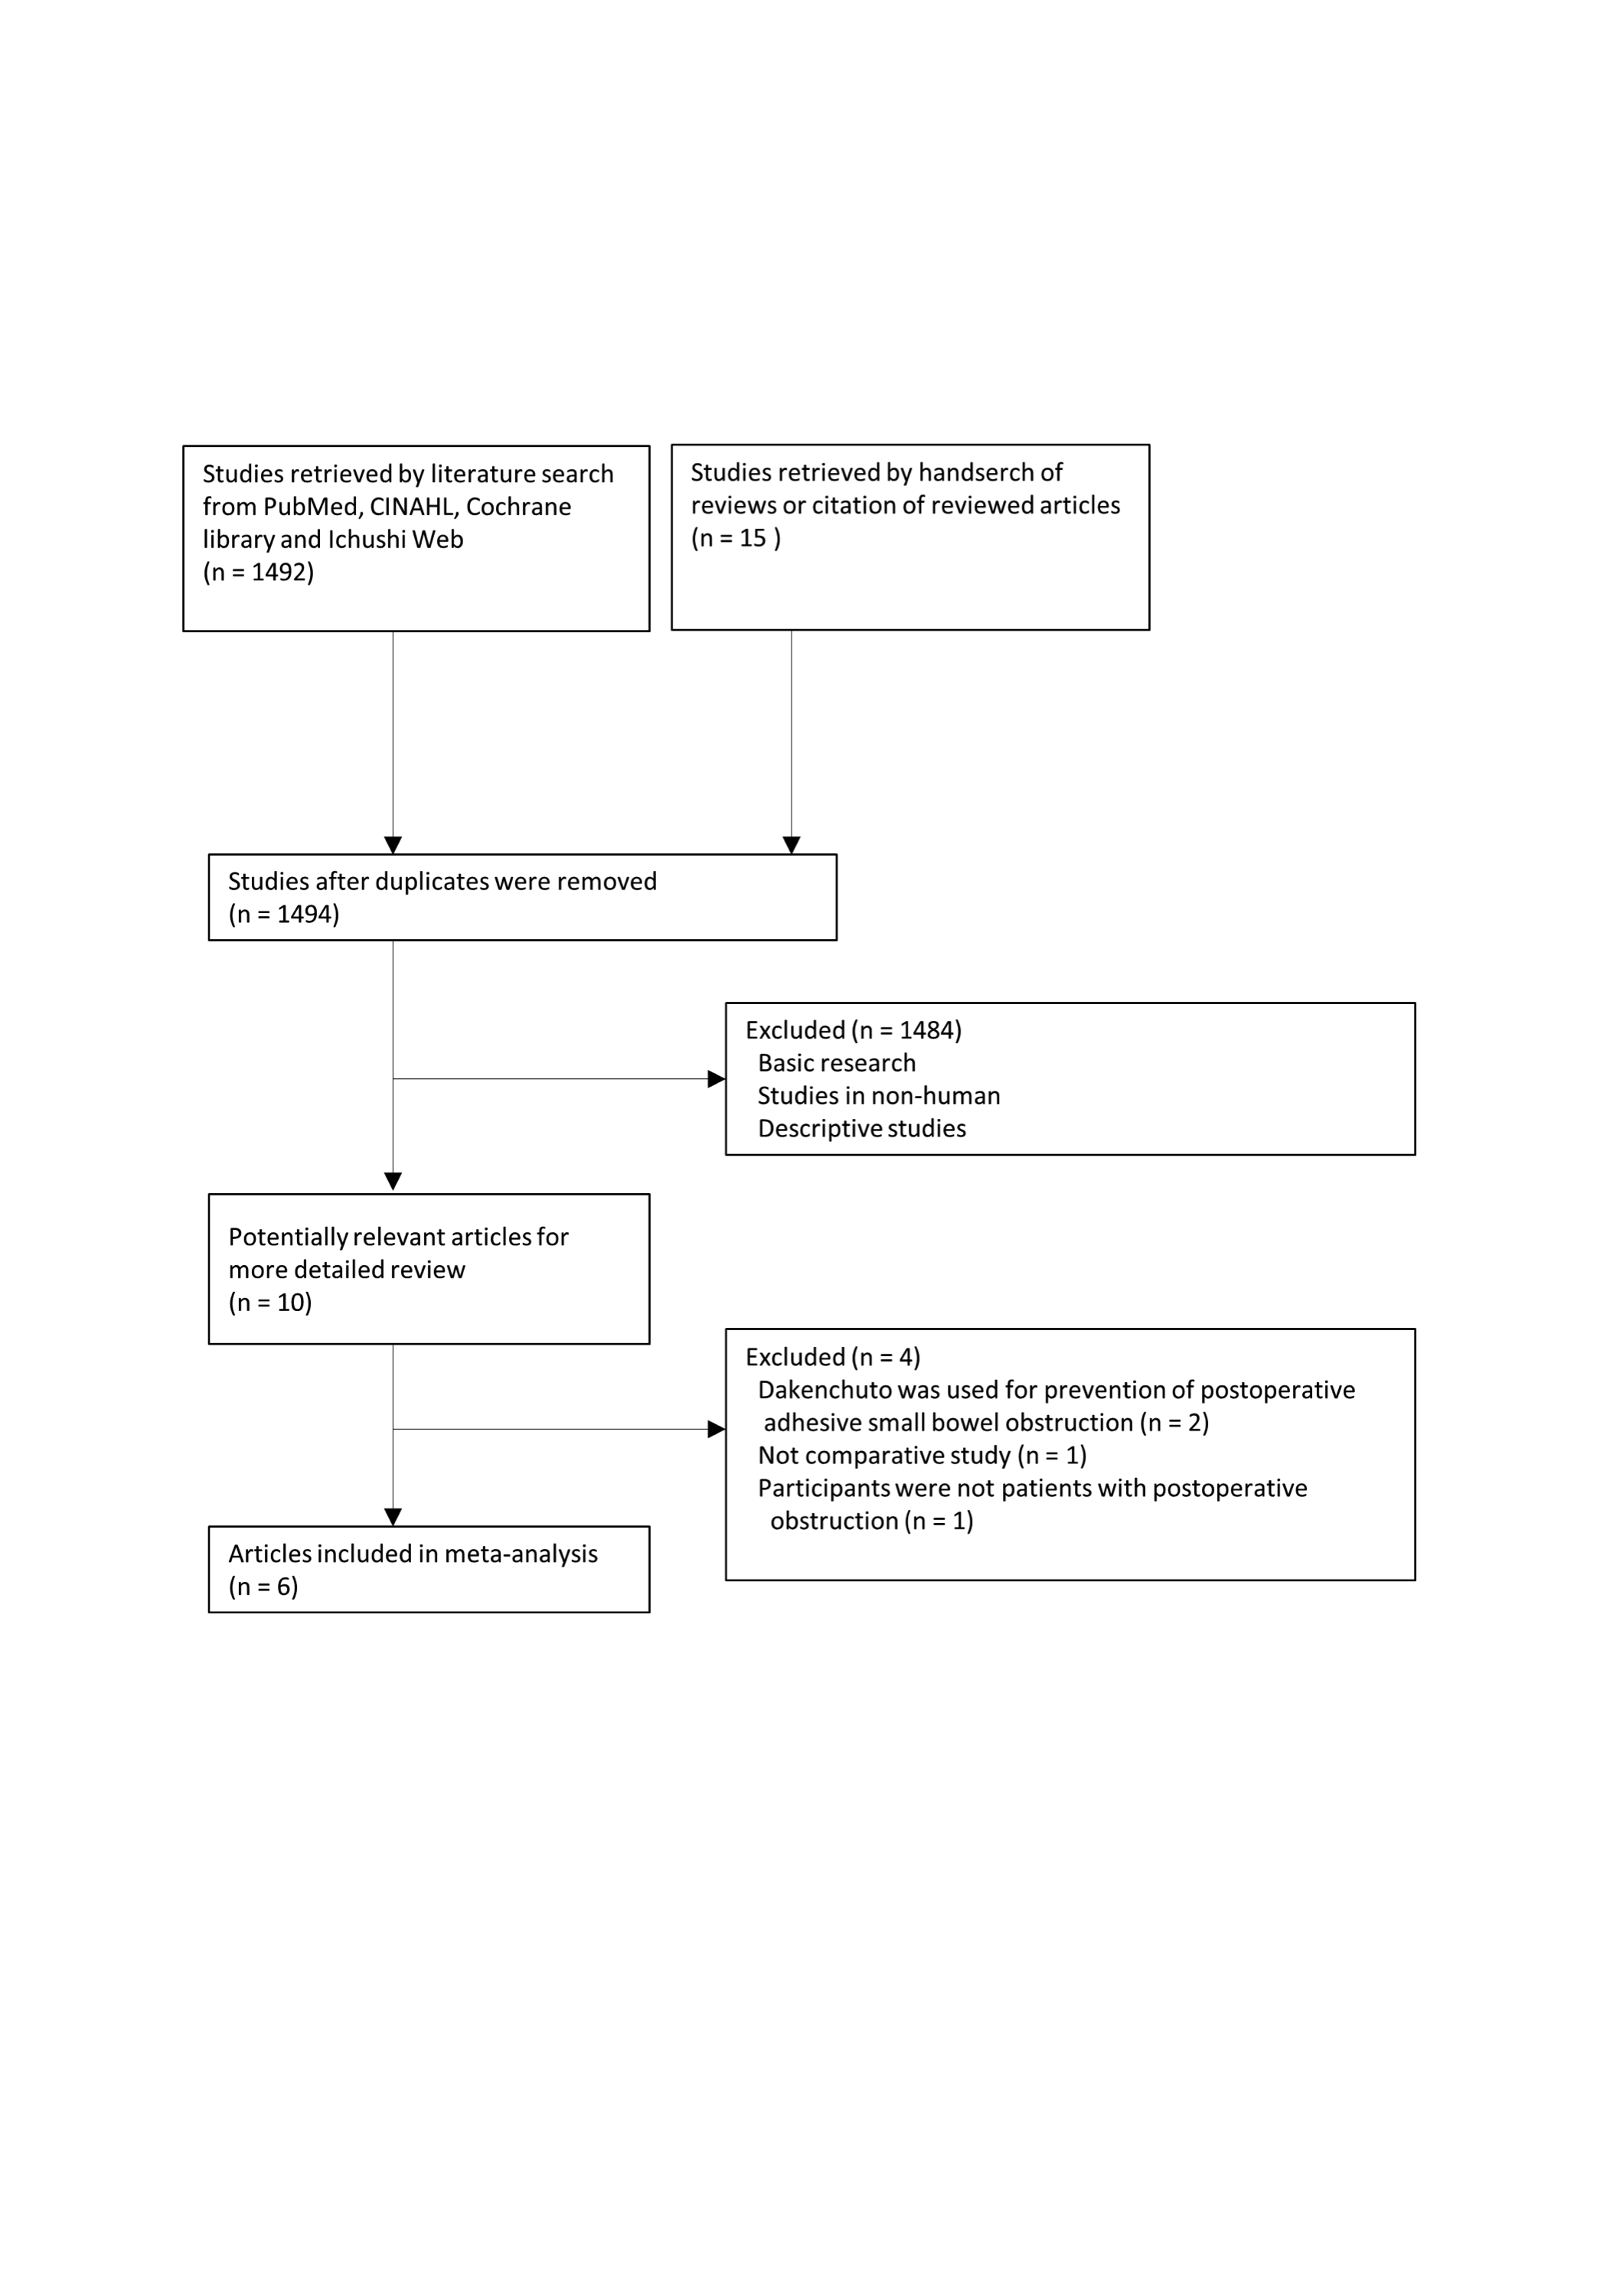 Studies retrieved by literature search
from PubMed, CINAHL, Cochrane
library and Ichushi Web
(n = 1492)
Studies retrieved by handserch of
reviews or citation of reviewed articles
(n = 15 )
Studies after duplicates were removed
(n = 1494)
Excluded (n = 1484)
Basic research
Studies in non-human
Descriptive studies
Potentially relevant articles for
more detailed review
(n = 10)
Excluded (n = 4)
Dakenchuto was used for prevention of postoperative
adhesive small bowel obstruction (n = 2)
Not comparative study (n = 1)
Participants were not patients with postoperative
obstruction (n = 1)
Articles included in meta-analysis
(n = 6)